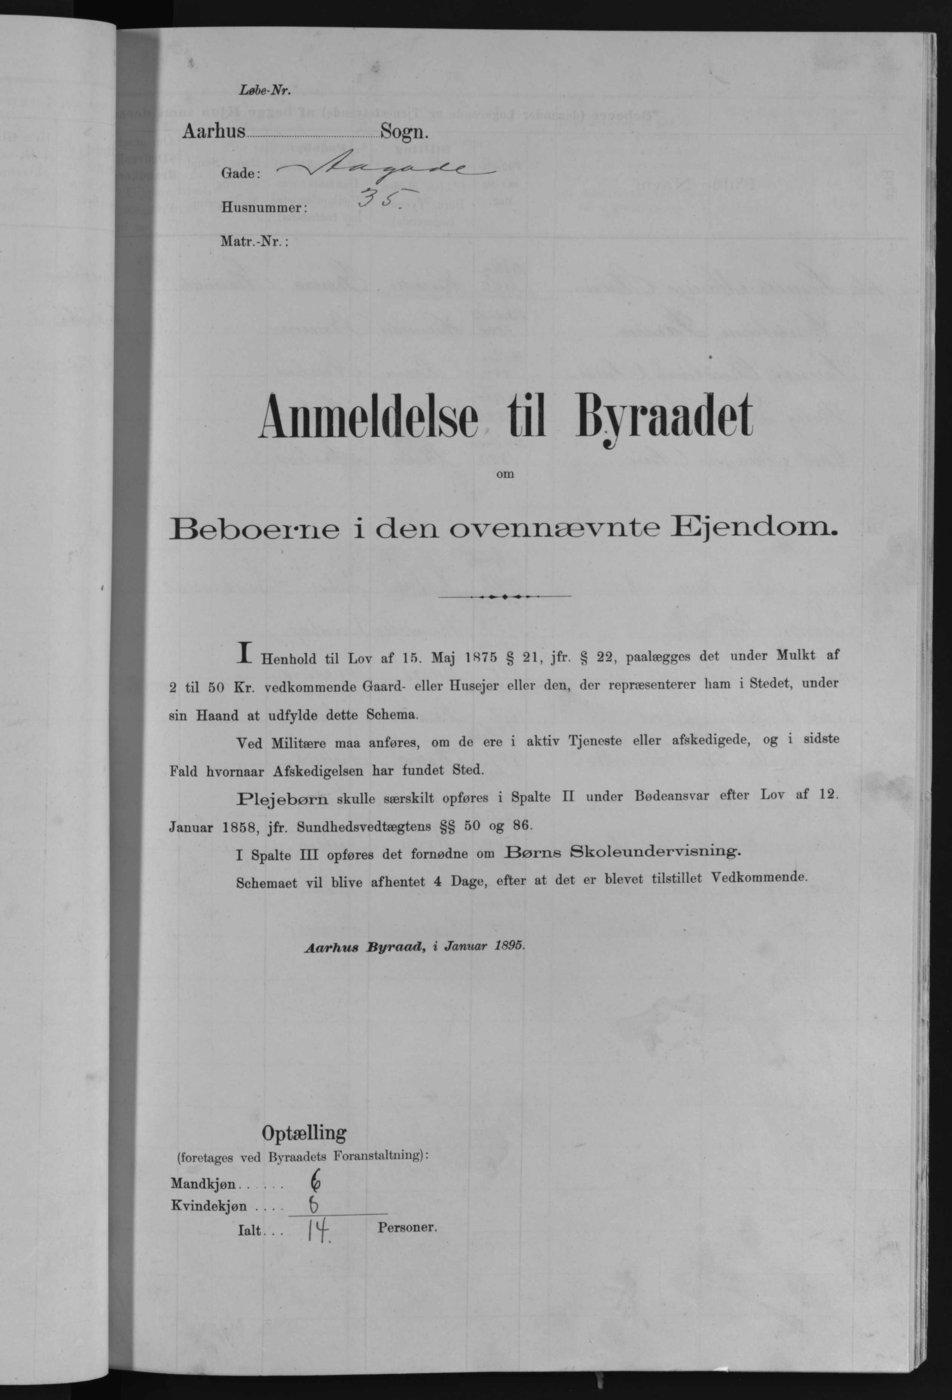 Løbe-Nr.
Aarhus Sogn.
Gade: Aagade
Husnummer: 35.
Matr.-Nr.:
Anmeldelse til Byraadet
om
Beboerne i den ovennævnte Ejendom.
I Henhold til Lov af 15. Maj 1875 § 21, jfr. § 22, paalægges det under Mulkt af
2 til 50 Kr. vedkommende Gaard- eller Husejer eller den, der repræsenterer ham i Stedet, under
sin Haand at udfylde dette Schema.
Ved Militære maa anføres, om de ere i aktiv Tjeneste eller afskedigede, og i sidste
Fald hvornaar Afskedigelsen har fundet Sted.
Plejebørn skulle særskilt opføres i Spalte II under Bødeansvar efter Lov af 12.
Januar 1858, jfr. Sundhedsvedtægtens §§ 50 og 86.
I Spalte III opføres det fornødne om Børns Skoleundervisning.
Schemaet vil blive afhentet 4 Dage, efter at det er blevet tilstillet Vedkommende.
Aarhus Byraad, i Januar 1895.
Optælling
(foretages ved Byraadets Foranstaltning):
Mandkjøn...... 6
Kvindekjøn .... 8
Ialt... 14. Personer.